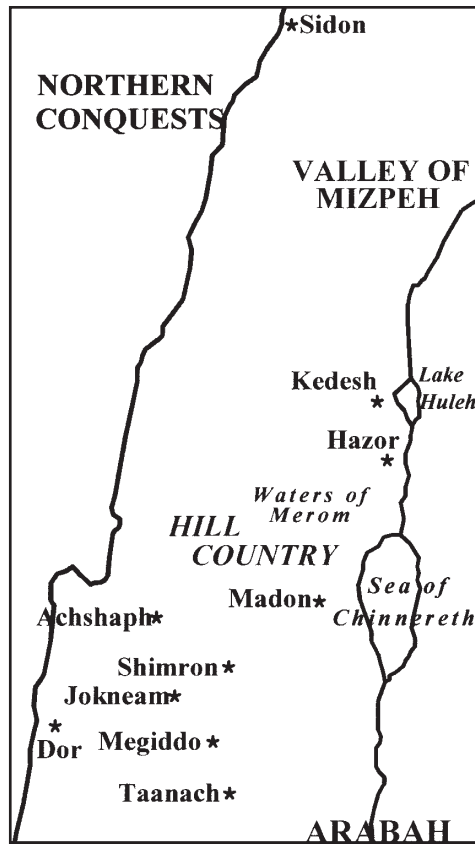 Sidon
NORTHERN
CONQUESTS
VALLEY OF
MIZPEH
Kedesh
Lake
Huleh
Hazor
Waters of
Merom
HILL
COUNTRY
Madon
Sea of
Chinnereth
Achshaph
Shimron
Jokneam
Dor
Megiddo
Taanach
ARABAH